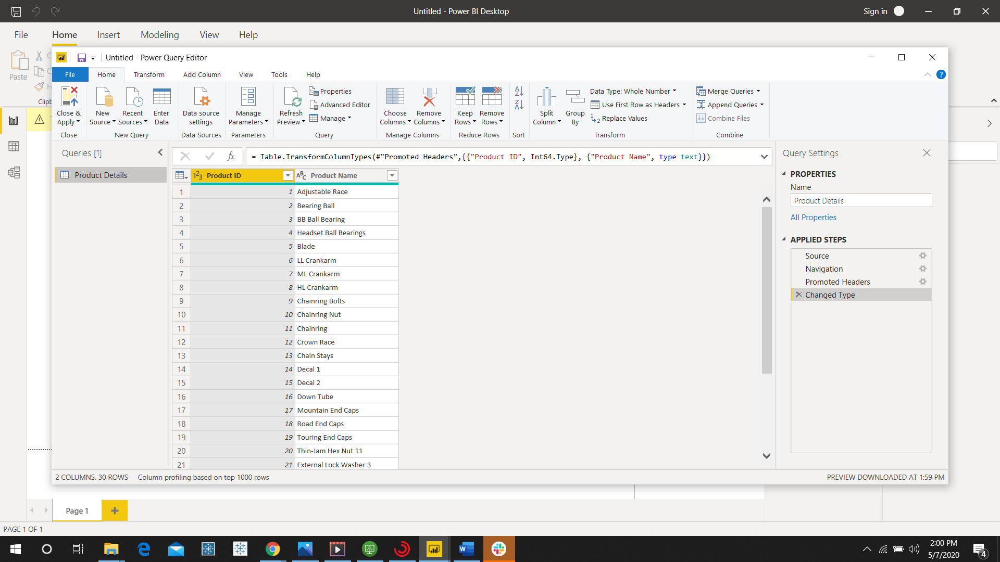 Untitled - Power BI Desktop
Sign in
File Home Insert Modeling View Help
Paste
Clipb
Untitled - Power Query Editor
File Home Transform Add Column View Tools Help
Close & Apply
Close
New Source
Recent Sources
Enter Data
New Query
Data source settings
Data Sources
Manage Parameters
Parameters
Refresh Preview
Properties
Advanced Editor
Manage
Query
Choose Columns
Remove Columns
Manage Columns
Keep Rows
Remove Rows
Reduce Rows
Sort
Split Column
Group By
Data Type: Whole Number
Use First Row as Headers
Replace Values
Transform
Merge Queries
Append Queries
Combine Files
Combine
Queries [1]
Product Details
fx
= Table.TransformColumnTypes(#"Promoted Headers",{{"Product ID", Int64.Type}, {"Product Name", type text}})
Product ID Product Name
1 1 Adjustable Race
2 2 Bearing Ball
3 3 BB Ball Bearing
4 4 Headset Ball Bearings
5 5 Blade
6 6 LL Crankarm
7 7 ML Crankarm
8 8 HL Crankarm
9 9 Chainring Bolts
10 10 Chainring Nut
11 11 Chainring
12 12 Crown Race
13 13 Chain Stays
14 14 Decal 1
15 15 Decal 2
16 16 Down Tube
17 17 Mountain End Caps
18 18 Road End Caps
19 19 Touring End Caps
20 20 Thin-Jam Hex Nut 11
21 21 External Lock Washer 3
Query Settings
PROPERTIES
Name
Product Details
All Properties
APPLIED STEPS
Source
Navigation
Promoted Headers
Changed Type
2 COLUMNS, 30 ROWS Column profiling based on top 1000 rows
PREVIEW DOWNLOADED AT 1:59 PM
Page 1
PAGE 1 OF 1
2:00 PM
5/7/2020
4